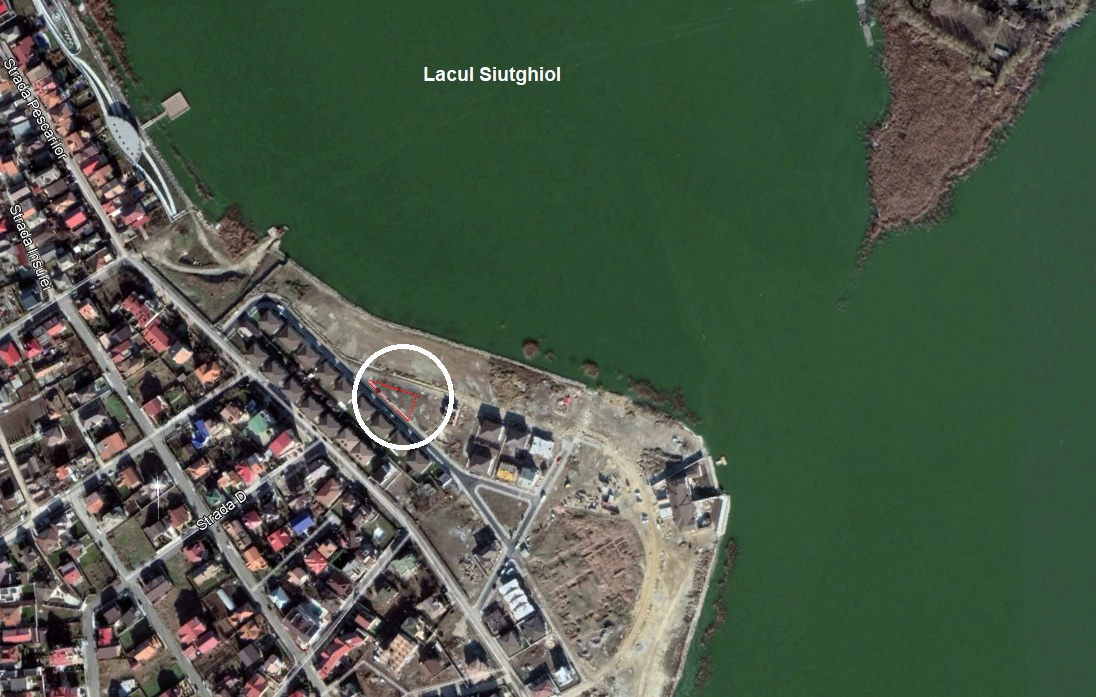 Lacul Siutghiol
Strada Pescarilor
Strada Insulei
Strada D